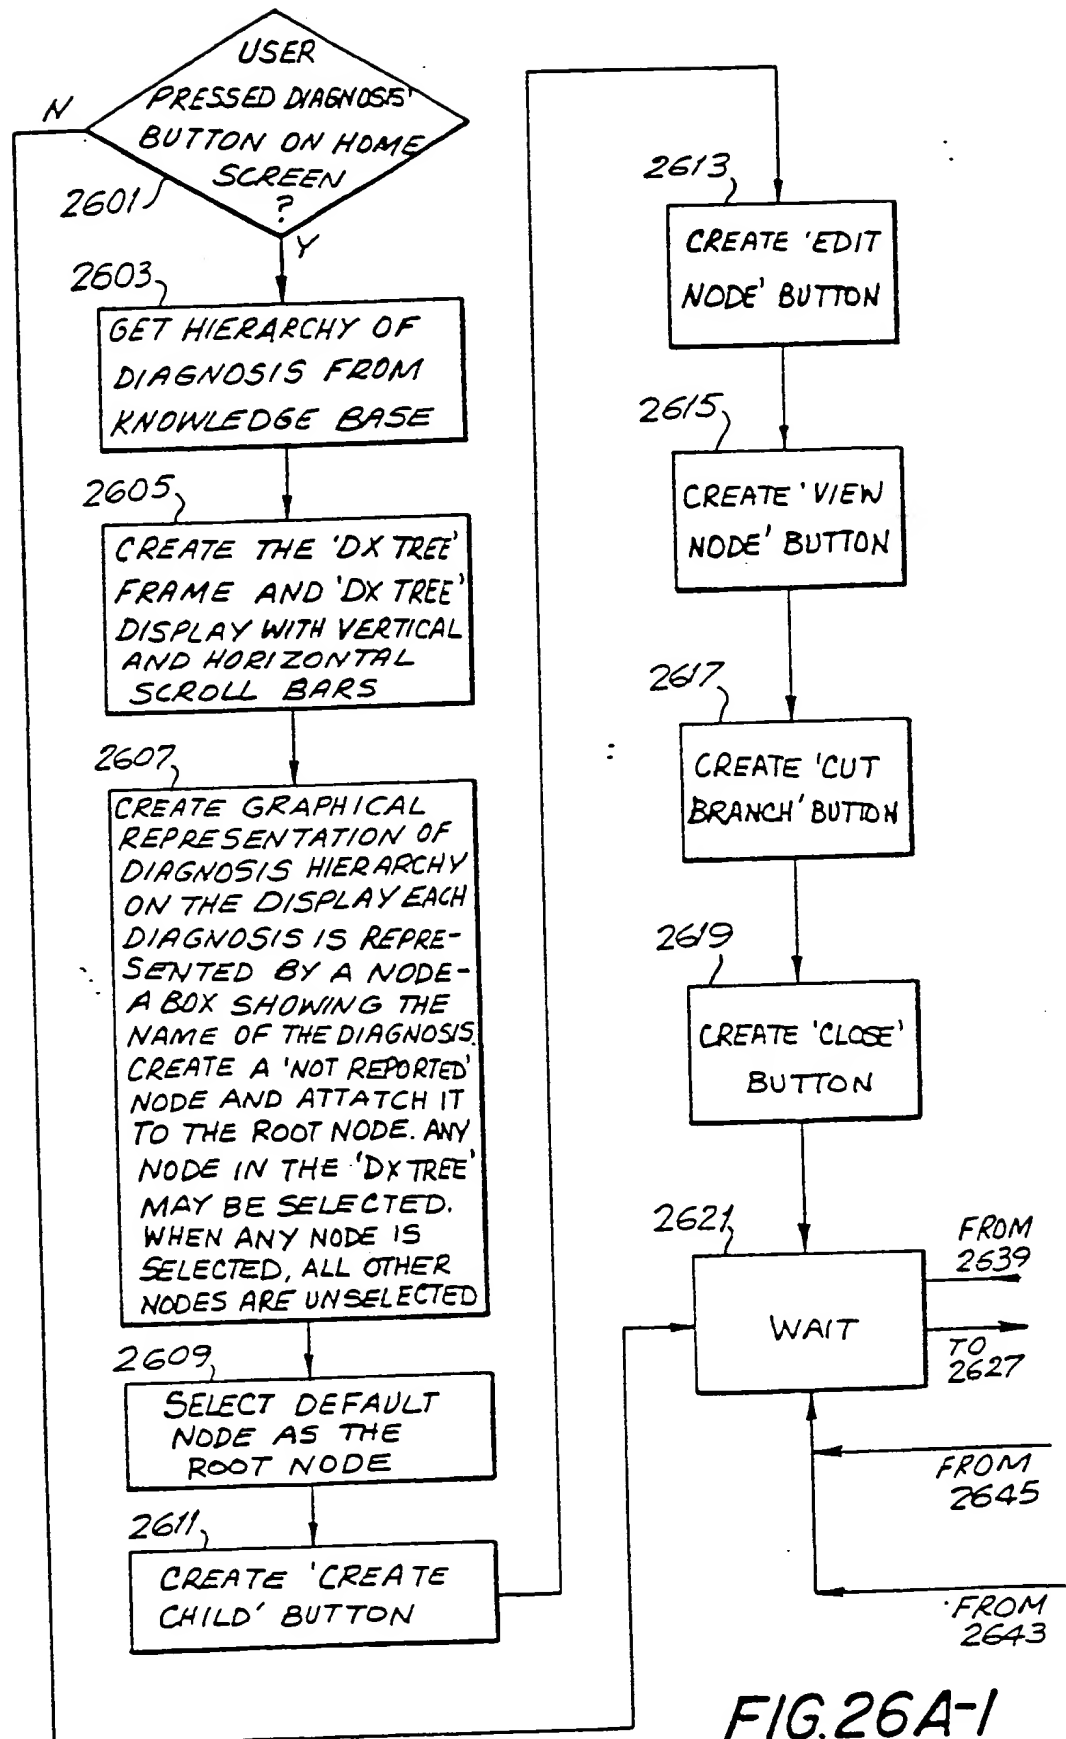 USER
PRESSED DIAGNOSIS'
BUTTON ON HOME
SCREEN
?
N
2601
Y
2603
GET HIERARCHY OF
DIAGNOSIS FROM
KNOWLEDGE BASE
2605
CREATE THE 'DX TREE'
FRAME AND 'DX TREE'
DISPLAY WITH VERTICAL
AND HORIZONTAL
SCROLL BARS
2607
CREATE GRAPHICAL
REPRESENTATION OF
DIAGNOSIS HIERARCHY
ON THE DISPLAY EACH
DIAGNOSIS IS REPRE-
SENTED BY A NODE-
A BOX SHOWING THE
NAME OF THE DIAGNOSIS.
CREATE A 'NOT REPORTED'
NODE AND ATTATCH IT
TO THE ROOT NODE. ANY
NODE IN THE 'DX TREE'
MAY BE SELECTED.
WHEN ANY NODE IS
SELECTED, ALL OTHER
NODES ARE UNSELECTED
2609
SELECT DEFAULT
NODE AS THE
ROOT NODE
2611
CREATE 'CREATE
CHILD' BUTTON
2613
CREATE 'EDIT
NODE' BUTTON
2615
CREATE 'VIEW
NODE' BUTTON
2617
CREATE 'CUT
BRANCH' BUTTON
2619
CREATE 'CLOSE'
BUTTON
2621
WAIT
FROM
2639
TO
2627
FROM
2645
FROM
2643
FIG.26A-1